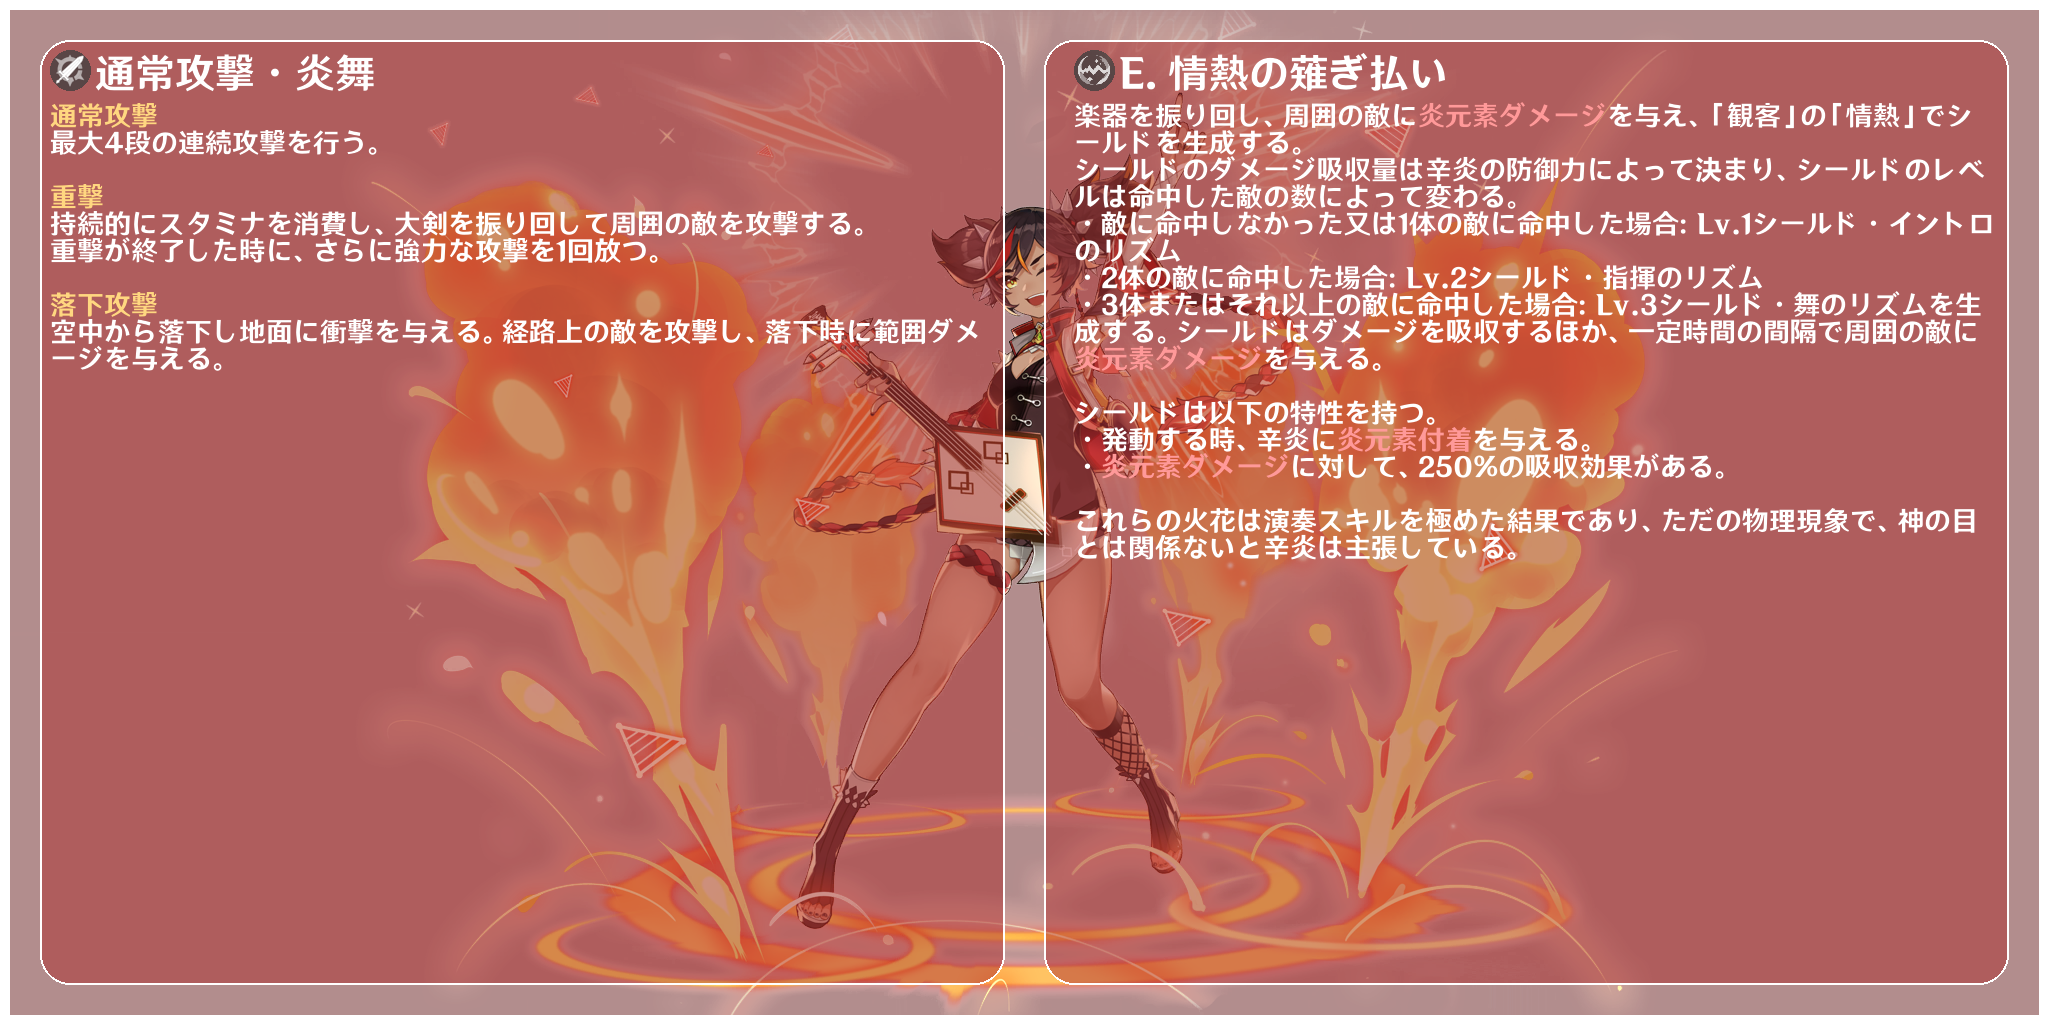 通常攻撃・炎舞
通常攻撃
最大4段の連続攻撃を行う。
重撃
持続的にスタミナを消費し、大剣を振り回して周囲の敵を攻撃する。
重撃が終了した時に、さらに強力な攻撃を1回放つ。
落下攻撃
空中から落下し地面に衝撃を与える。経路上の敵を攻撃し、落下時に範囲ダメ
ージを与える。
E. 情熱の薙ぎ払い
楽器を振り回し、周囲の敵に炎元素ダメージを与え、「観客」の「情熱」でシ
ールドを生成する。
シールドのダメージ吸収量は辛炎の防御力によって決まり、シールドのレベ
ルは命中した敵の数によって変わる。
・敵に命中しなかった又は1体の敵に命中した場合: Lv.1シールド・イントロ
のリズム
・2体の敵に命中した場合: Lv.2シールド・指揮のリズム
・3体またはそれ以上の敵に命中した場合: Lv.3シールド・舞のリズムを生
成する。シールドはダメージを吸収するほか、一定時間の間隔で周囲の敵に
炎元素ダメージを与える。
シールドは以下の特性を持つ。
・発動する時、辛炎に炎元素付着を与える。
・炎元素ダメージに対して、250%の吸収効果がある。
これらの火花は演奏スキルを極めた結果であり、ただの物理現象で、神の目
とは関係ないと辛炎は主張している。